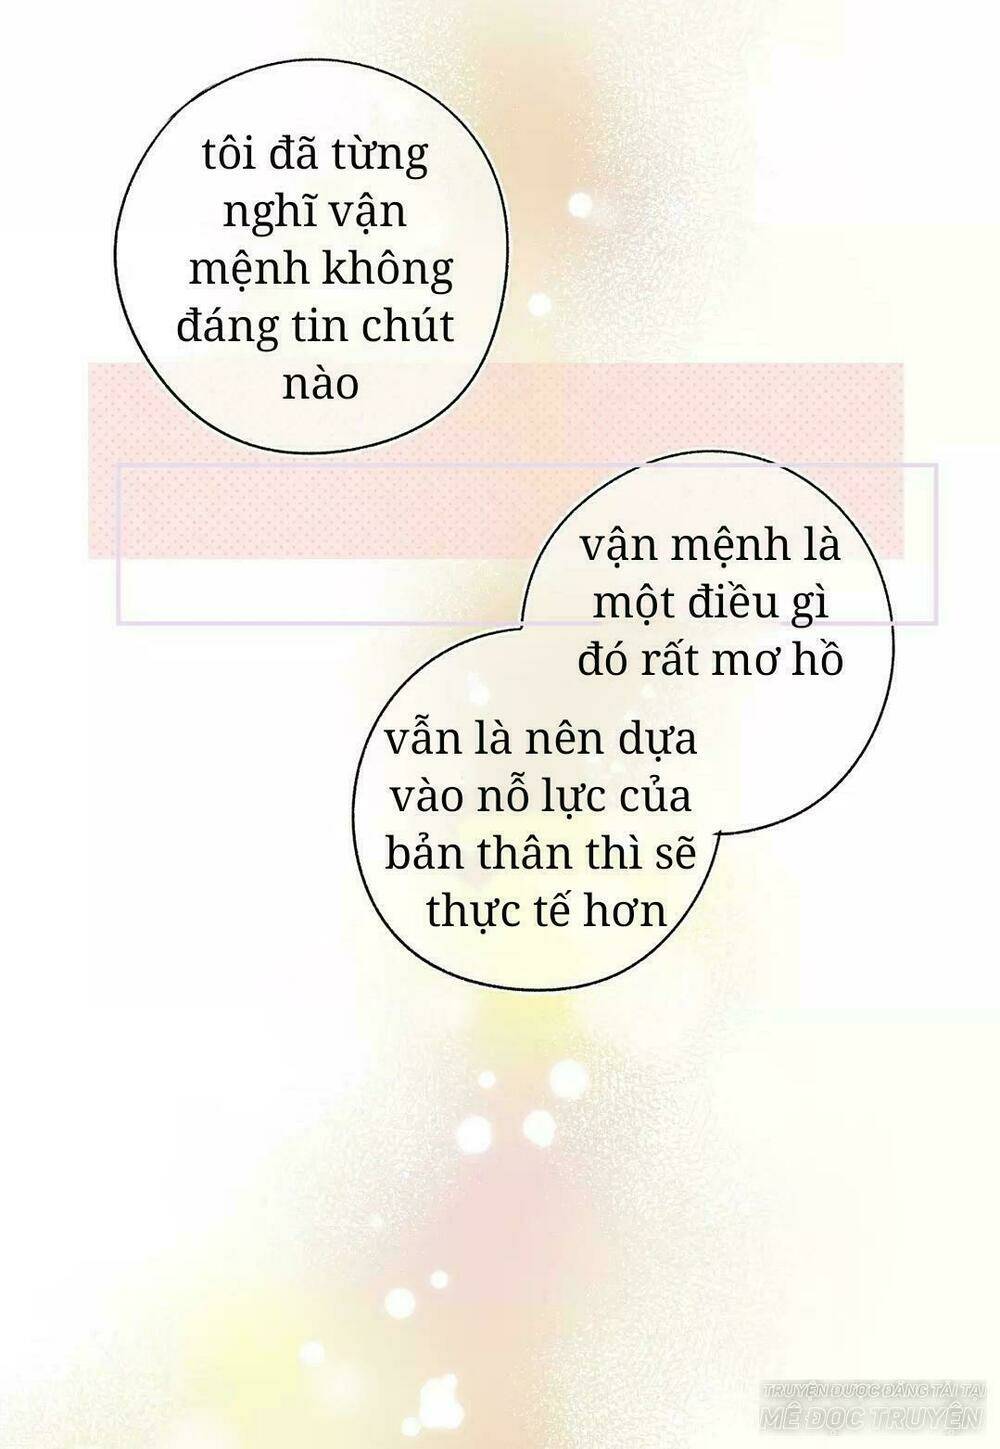 tôi đã từng
nghĩ vận
mệnh không
đáng tin chút
nào
vận mệnh là
một điều gì
đó rất mơ hồ
vẫn là nên dựa
vào nỗ lực của
bản thân thì sẽ
thực tế hơn
TRUYỆN ĐƯỢC ĐĂNG TẢI TẠI
MÊ ĐỌC TRUYỆN